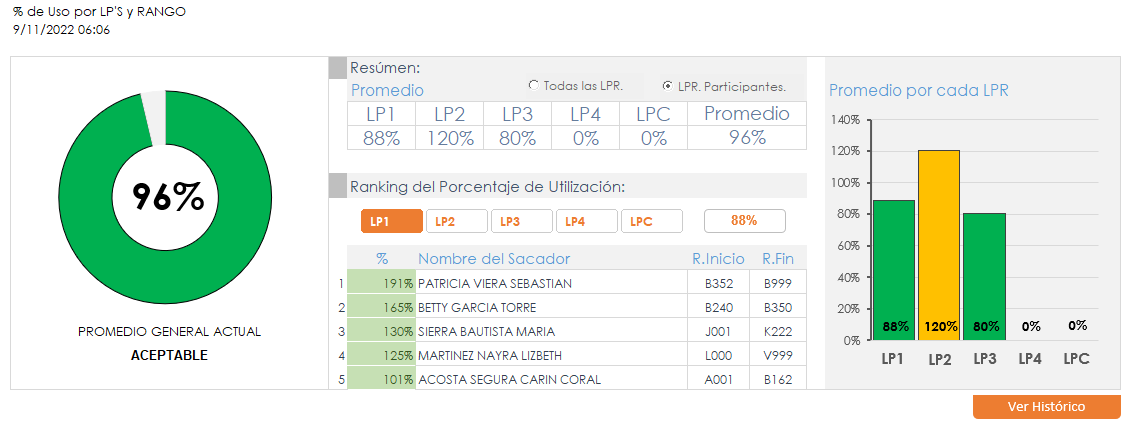 % de Uso por LP'S y RANGO
9/11/2022 06:06
96%
PROMEDIO GENERAL ACTUAL
ACEPTABLE
Resúmen:
Promedio
Todas las LPR.
LPR. Participantes.
LP1 LP2 LP3 LP4 LPC Promedio
88% 120% 80% 0% 0% 96%
Ranking del Porcentaje de Utilización:
LP1 LP2 LP3 LP4 LPC 88%
% Nombre del Sacador R.Inicio R.Fin
1 191% PATRICIA VIERA SEBASTIAN B352 B999
2 165% BETTY GARCIA TORRE B240 B350
3 130% SIERRA BAUTISTA MARIA J001 K222
4 125% MARTINEZ NAYRA LIZBETH L000 V999
5 101% ACOSTA SEGURA CARIN CORAL A001 B162
Promedio por cada LPR
140%
120%
100%
80%
60%
40%
20%
0%
88% 120% 80% 0% 0%
LP1 LP2 LP3 LP4 LPC
Ver Histórico